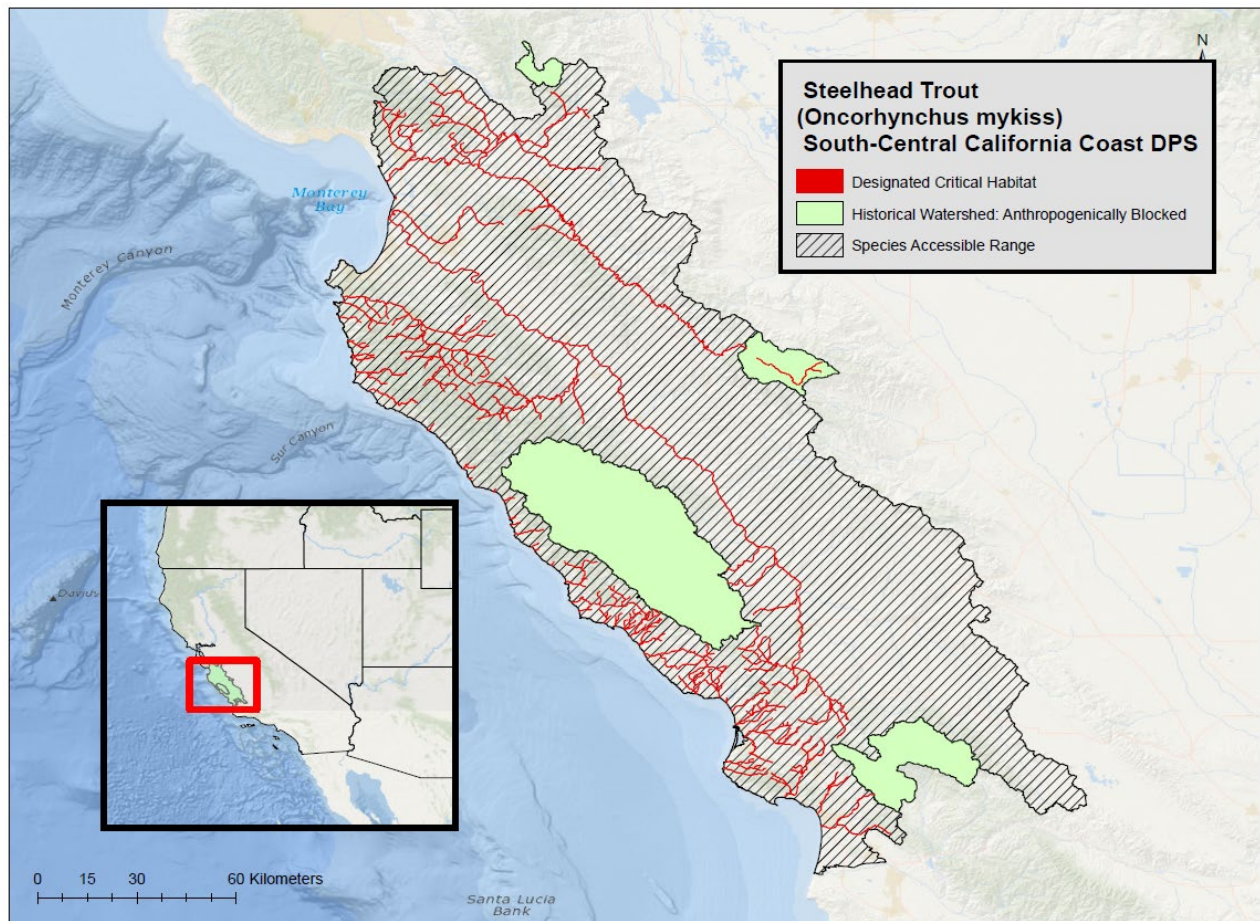 N
Steelhead Trout
(Oncorhynchus mykiss)
South-Central California Coast DPS
Designated Critical Habitat
Historical Watershed: Anthropogenically Blocked
Species Accessible Range
Monterey
Bay
Monterey Canyon
Sur Canyon
0 15 30 60 Kilometers
Santa Lucia
Bank